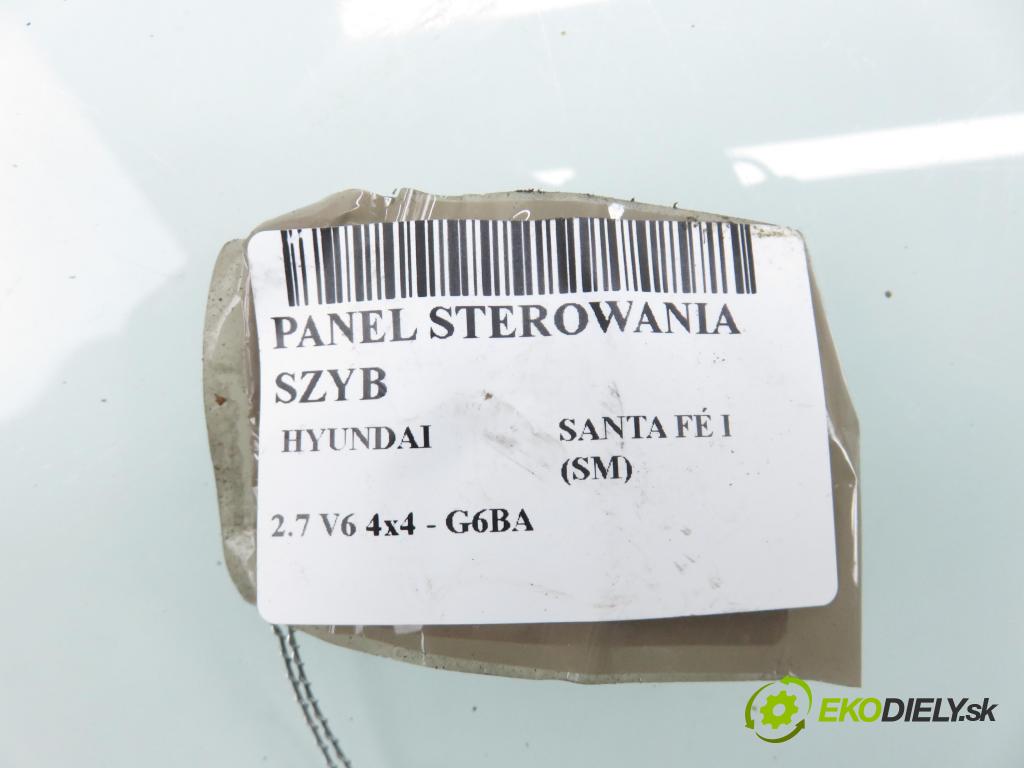 PANEL STEROWANIA
SZYB
HYUNDAI SANTA FÉ I
(SM)
2.7 V6 4x4 - G6BA
EKODIELY.sk